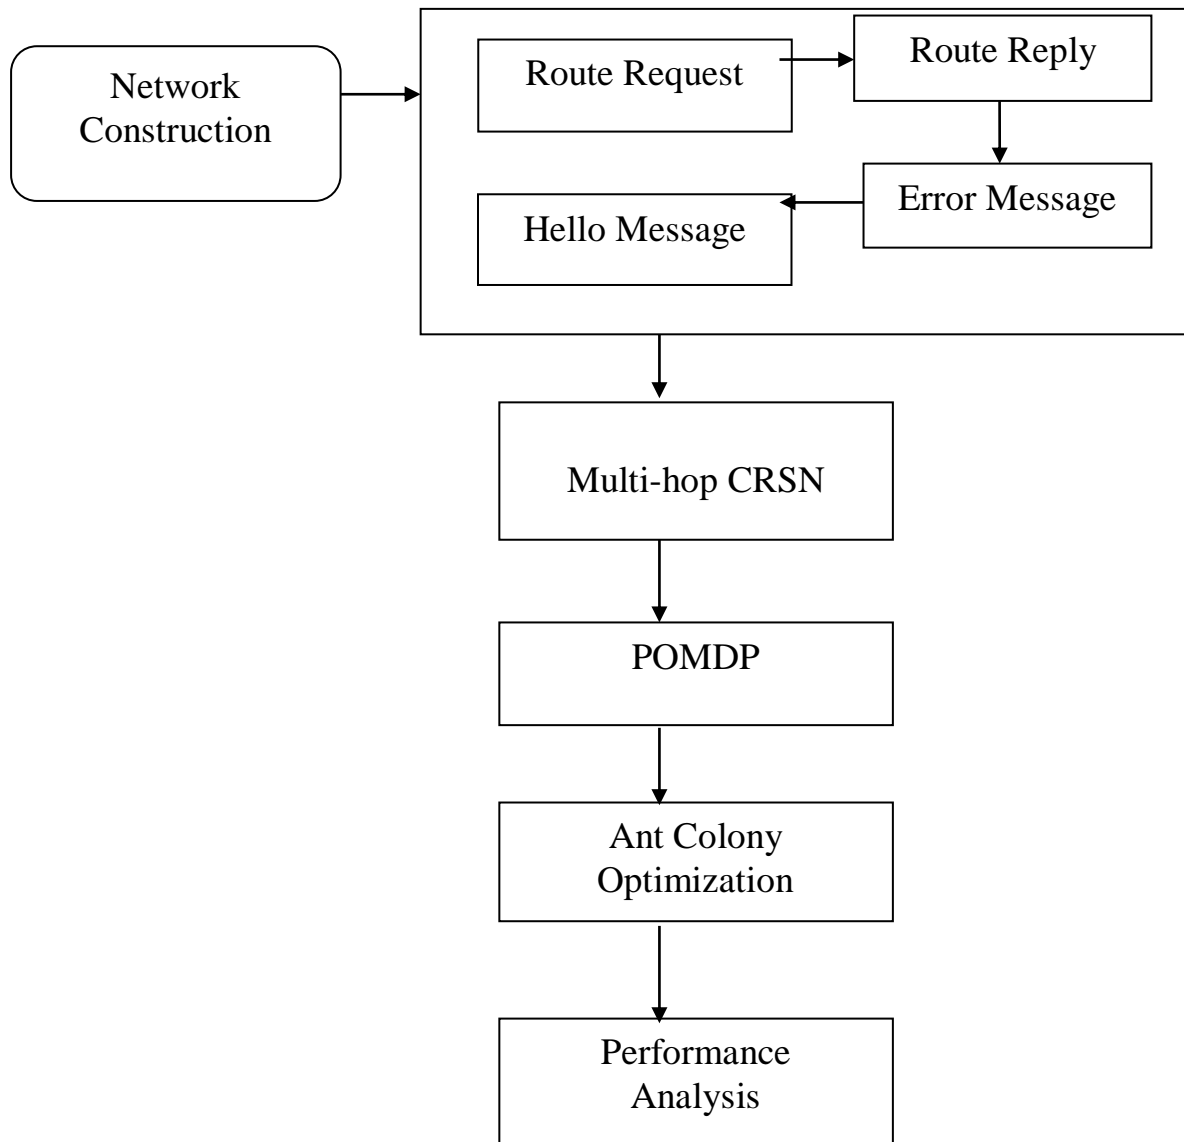 Network
Construction
Route Request
Route Reply
Error Message
Hello Message
Multi-hop CRSN
POMDP
Ant Colony
Optimization
Performance
Analysis